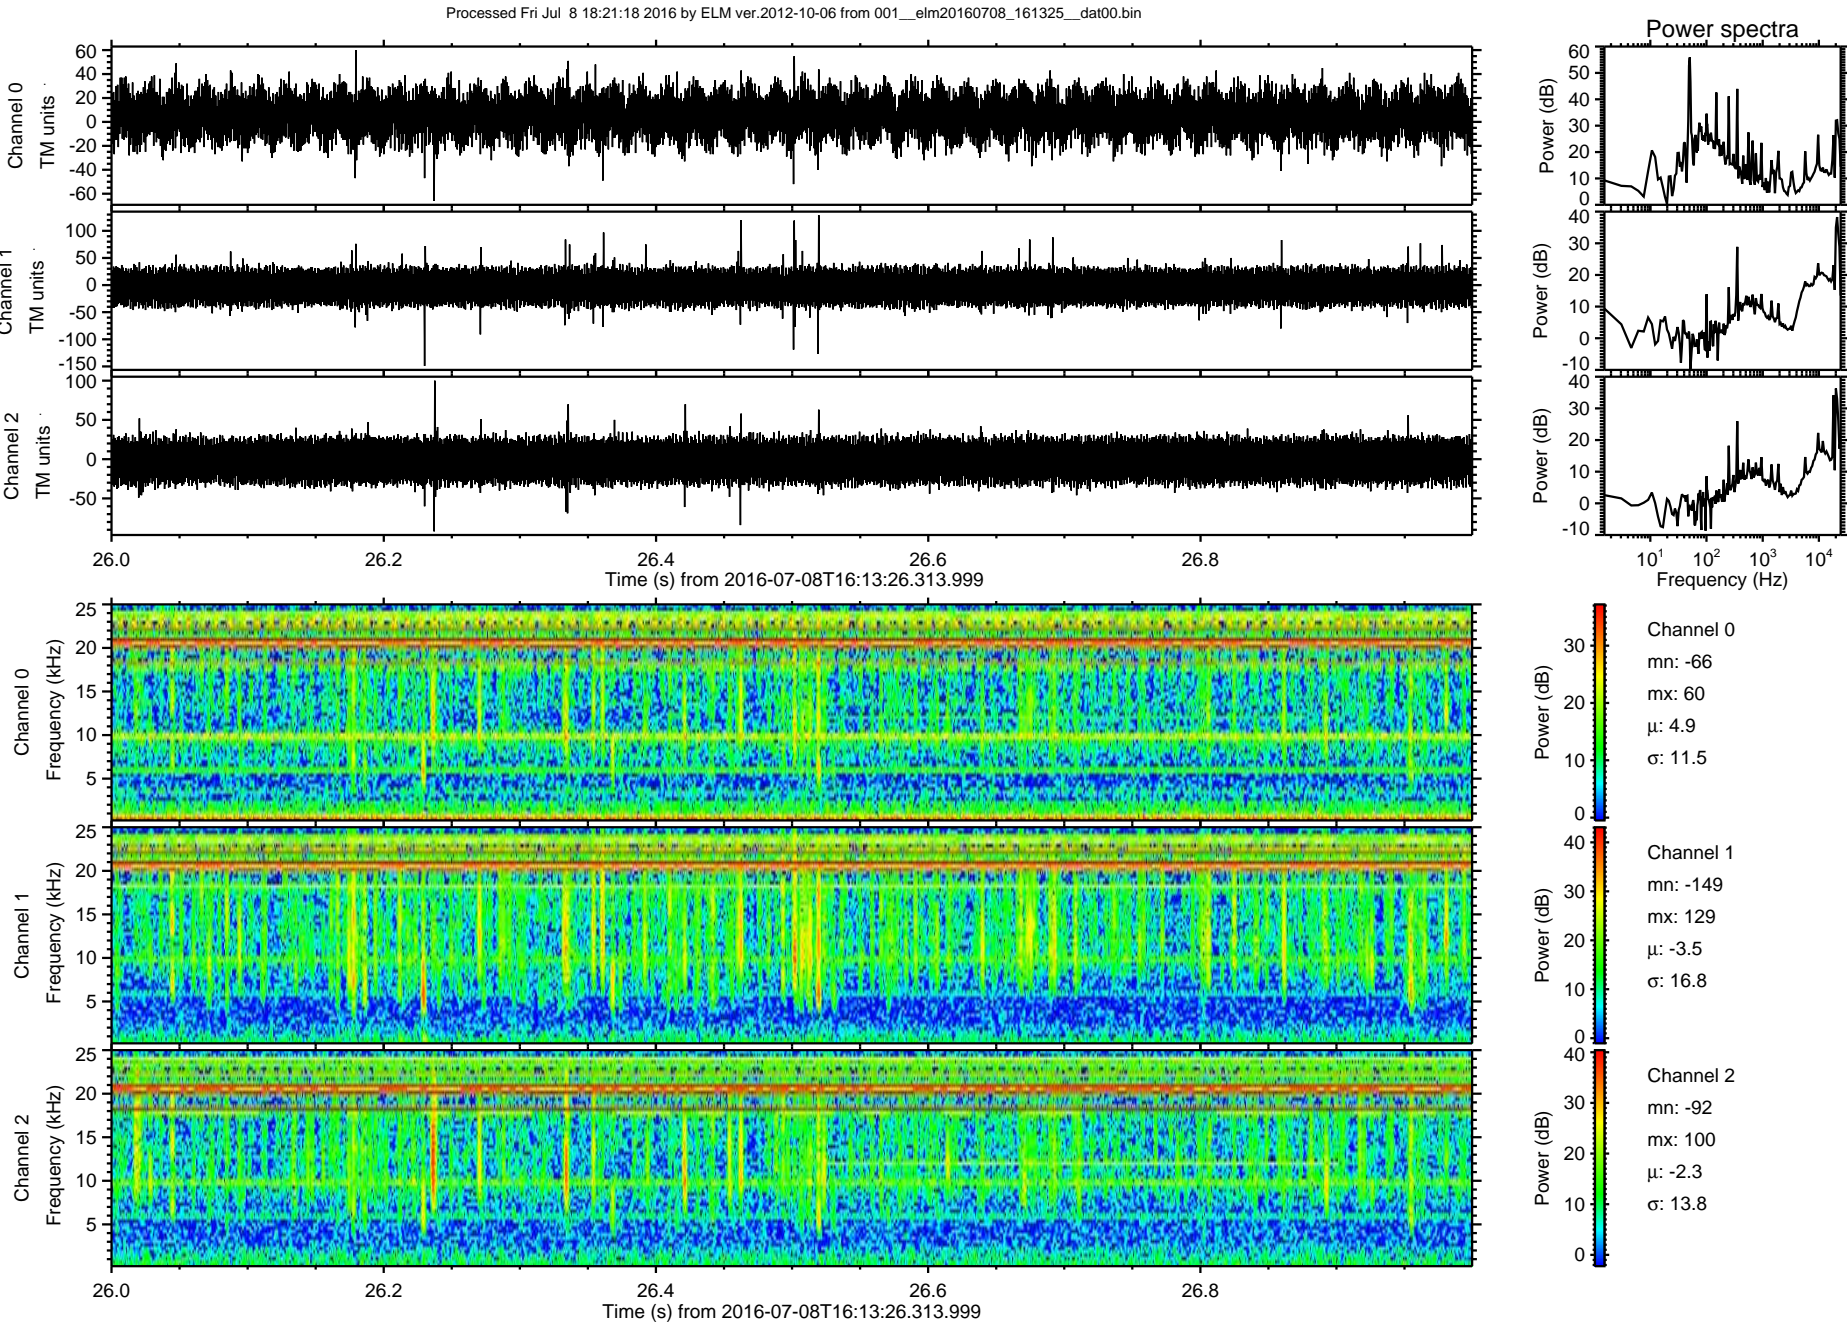 Processed Fri Jul 8 18:21:18 2016 by ELM ver.2012-10-06 from 001__elm20160708_161325__dat00.bin
Power spectra
Channel 0
TM units
60
40
20
0
-20
-40
-60
Power (dB)
60
50
40
30
20
10
0
Channel 1
TM units
100
50
0
-50
-100
-150
Power (dB)
40
30
20
10
0
-10
Channel 2
TM units
100
50
0
-50
Power (dB)
40
30
20
10
0
-10
26.0 26.2 26.4 26.6 26.8
Time (s) from 2016-07-08T16:13:26.313.999
10^1 10^2 10^3 10^4
Frequency (Hz)
Channel 0
Frequency (kHz)
25
20
15
10
5
Power (dB)
30
20
10
0
Channel 0
mn: -66
mx: 60
μ: 4.9
σ: 11.5
Channel 1
Frequency (kHz)
25
20
15
10
5
Power (dB)
40
30
20
10
0
Channel 1
mn: -149
mx: 129
μ: -3.5
σ: 16.8
Channel 2
Frequency (kHz)
25
20
15
10
5
Power (dB)
40
30
20
10
0
Channel 2
mn: -92
mx: 100
μ: -2.3
σ: 13.8
26.0 26.2 26.4 26.6 26.8
Time (s) from 2016-07-08T16:13:26.313.999